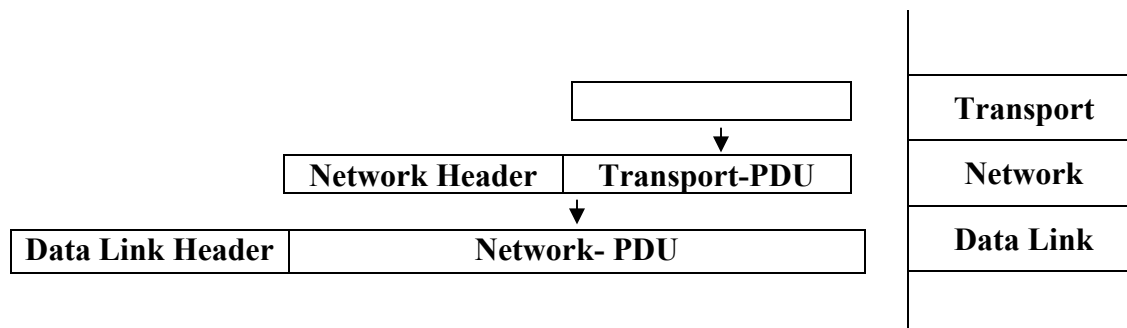 Transport
Network Header Transport-PDU Network
Data Link Header Network- PDU Data Link